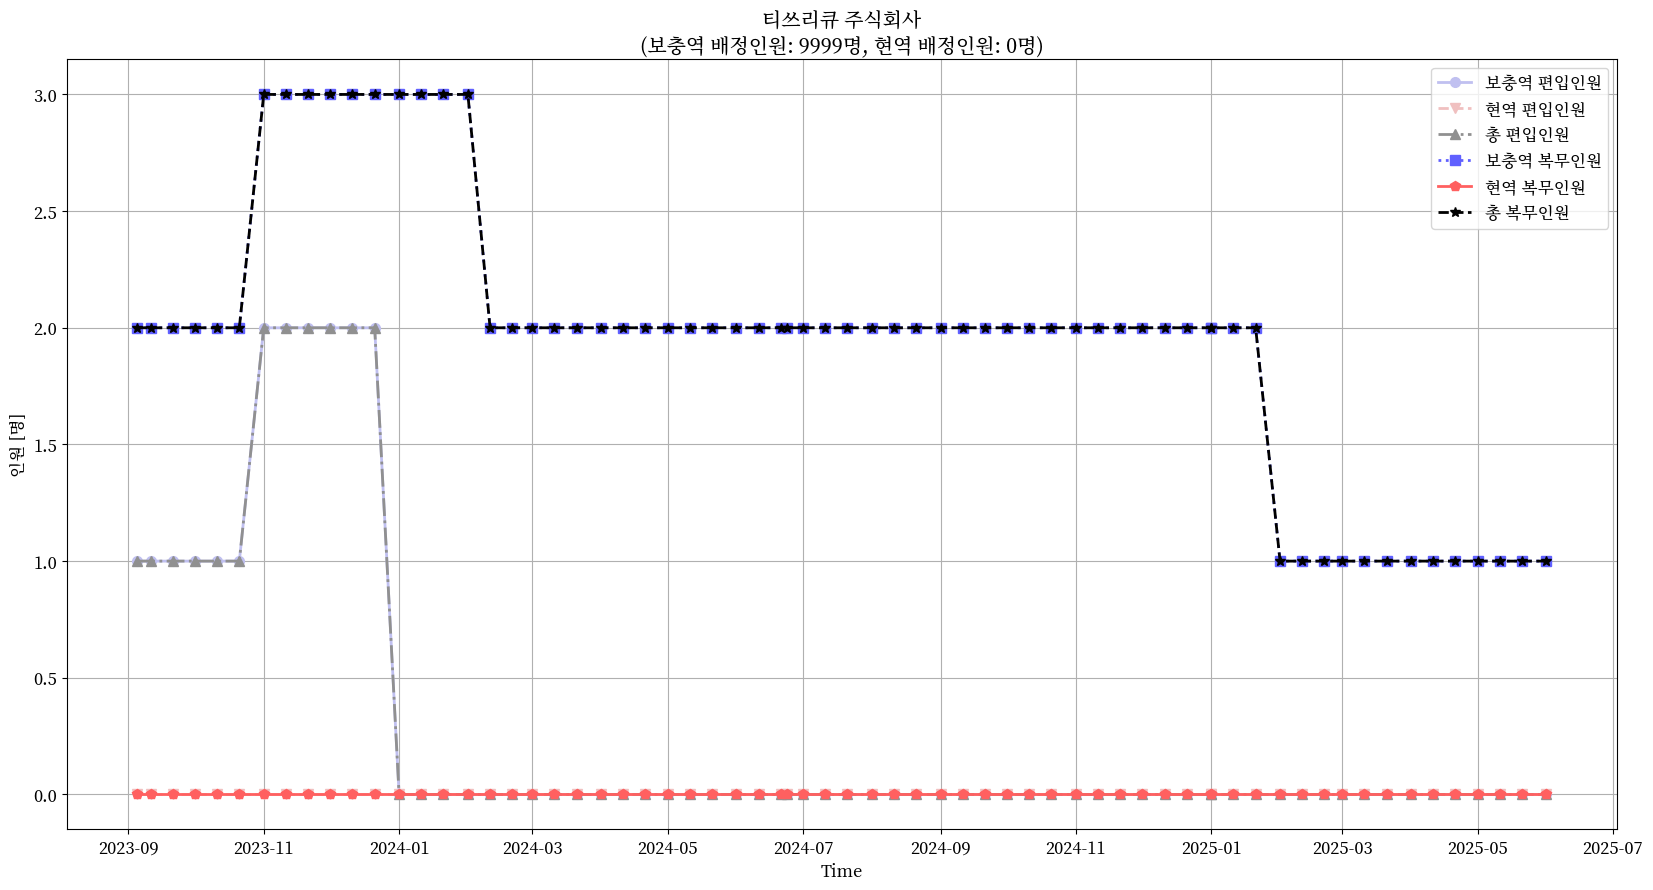 티쓰리큐 주식회사
(보충역 배정인원: 9999명, 현역 배정인원: 0명)
보충역 편입인원
현역 편입인원
총 편입인원
보충역 복무인원
현역 복무인원
총 복무인원
3.0
2.5
2.0
1.5
1.0
0.5
0.0
인원 [명]
2023-09 2023-11 2024-01 2024-03 2024-05 2024-07 2024-09 2024-11 2025-01 2025-03 2025-05 2025-07
Time